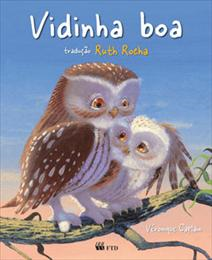 Vidinha boa
tradução Ruth Rocha
Véronique Caplain
FTD